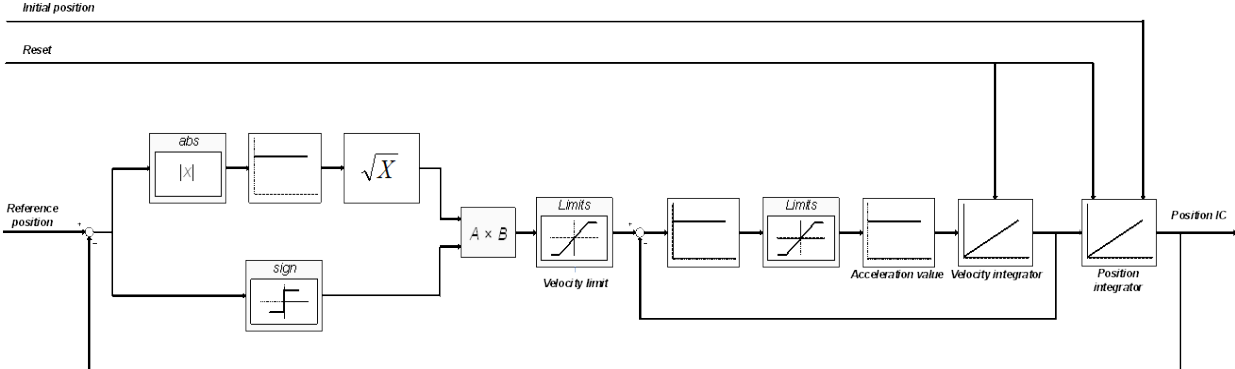 Initial position
Reset
abs
|x|
√X
Reference
position
+
−
A × B
Limits
Velocity limit
+
−
Limits
Acceleration value
Velocity integrator
Position
integrator
Position IC
sign